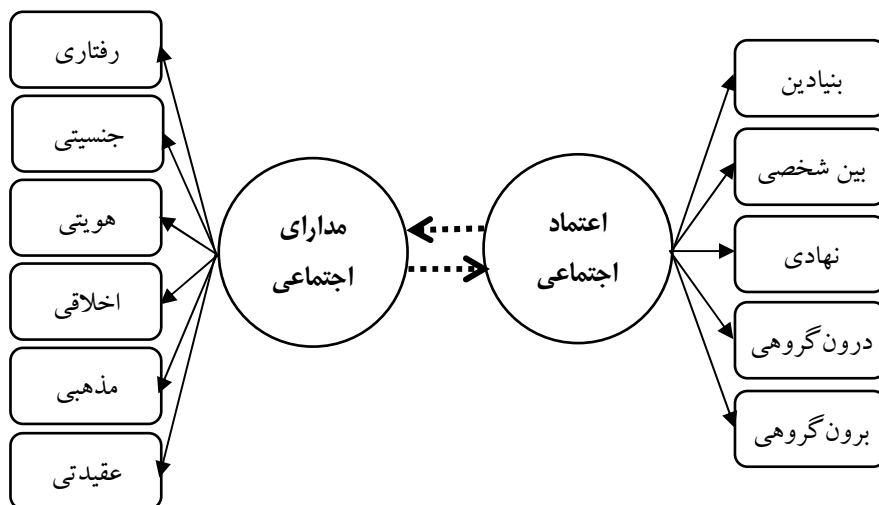 بنیادین
بین شخصی
نهادی
درون‌گروهی
برون‌گروهی
اعتماد
اجتماعی
مدارای
اجتماعی
رفتاری
جنسیتی
هویتی
اخلاقی
مذهبی
عقیدتی